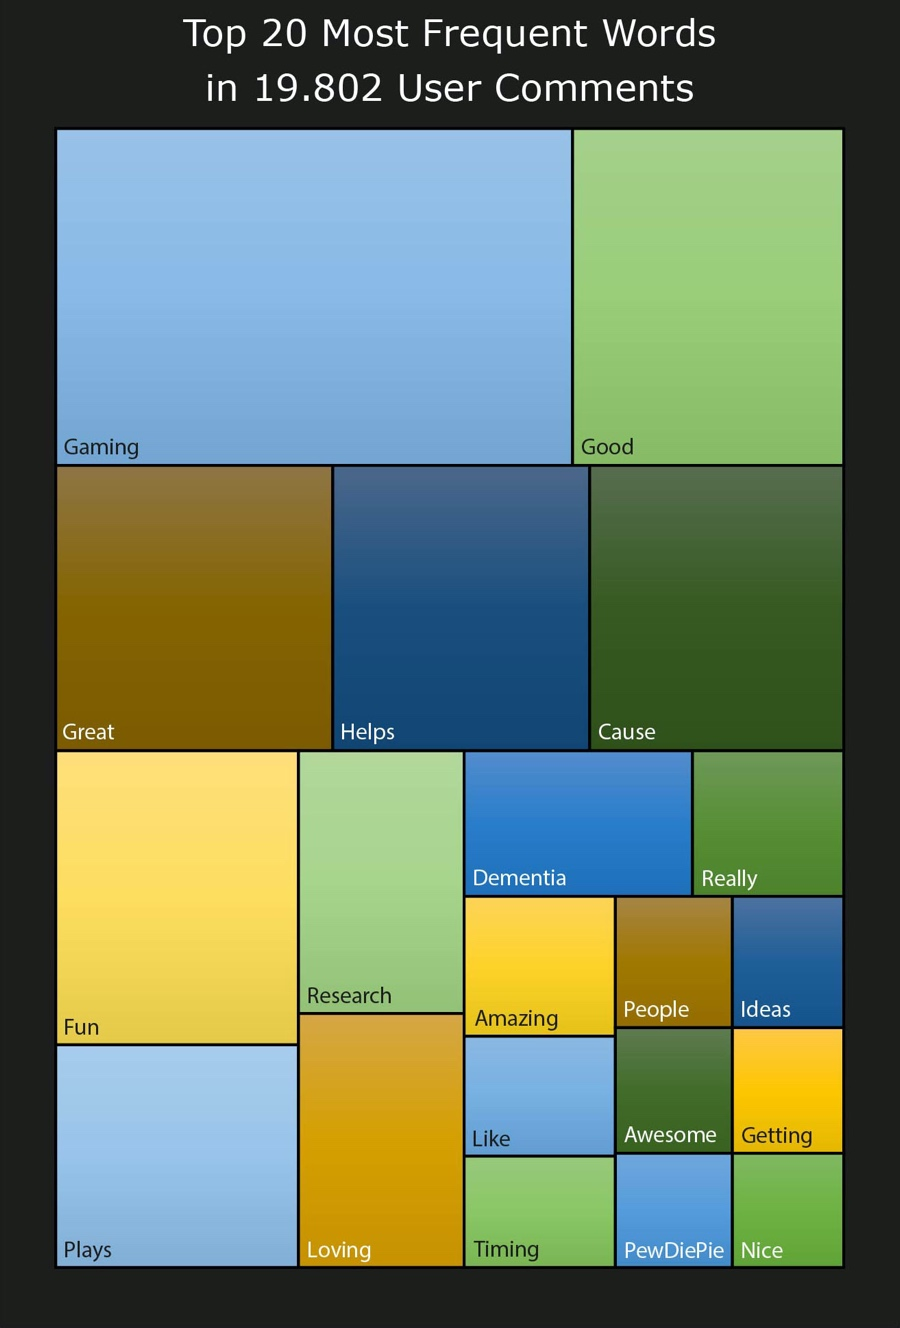 Top 20 Most Frequent Words
in 19.802 User Comments
Gaming
Good
Great
Helps
Cause
Fun
Research
Dementia
Really
Amazing
People
Ideas
Like
Awesome
Getting
Plays
Loving
Timing
PewDiePie
Nice